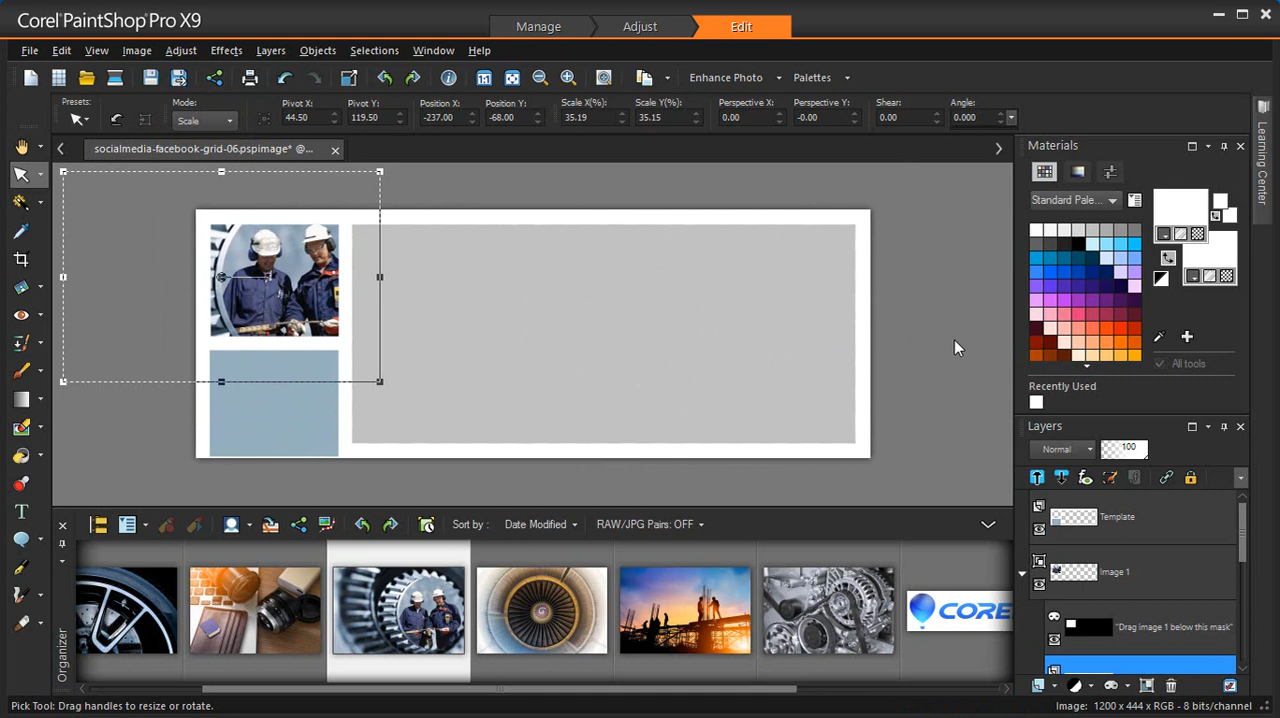 Corel PaintShop Pro X9
Manage Adjust Edit
File Edit View Image Adjust Effects Layers Objects Selections Window Help
Enhance Photo Palettes
Presets: Mode: Pivot X: Pivot Y: Position X: Position Y: Scale X(%): Scale Y(%): Perspective X: Perspective Y: Shear: Angle:
Scale 44.50 119.50 -237.00 -68.00 35.19 35.15 0.00 -0.00 0.00 0.000
socialmedia-facebook-grid-06.pspimage* @...
Learning Center
Materials
Standard Pale...
All tools
Recently Used
Layers
Normal 100
Template
Image 1
"Drag image 1 below this mask"
Sort by : Date Modified RAW/JPG Pairs: OFF
Organizer
CORE
Pick Tool: Drag handles to resize or rotate.
Image: 1200 x 444 x RGB - 8 bits/channel